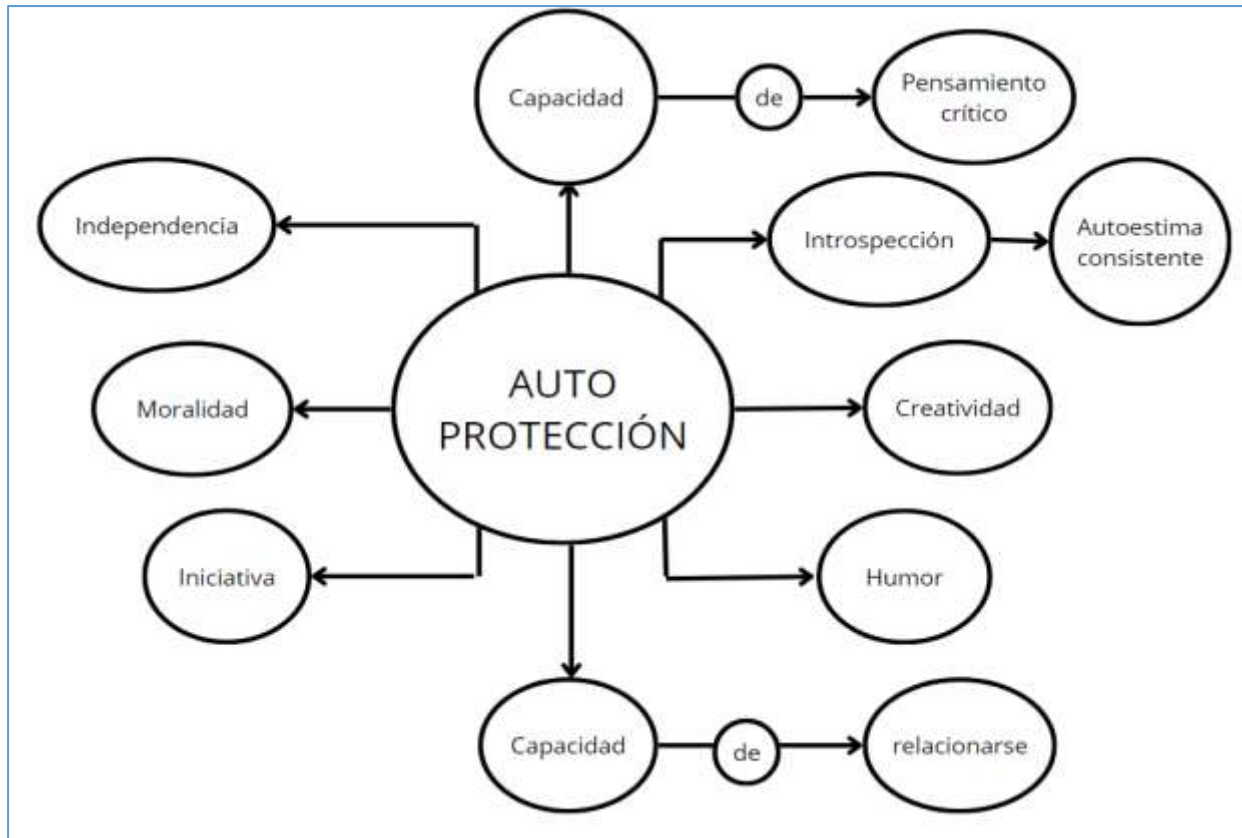 Capacidad
de
Pensamiento
crítico
Independencia
Introspección
Autoestima
consistente
AUTO
PROTECCIÓN
Moralidad
Creatividad
Iniciativa
Humor
Capacidad
de
relacionarse